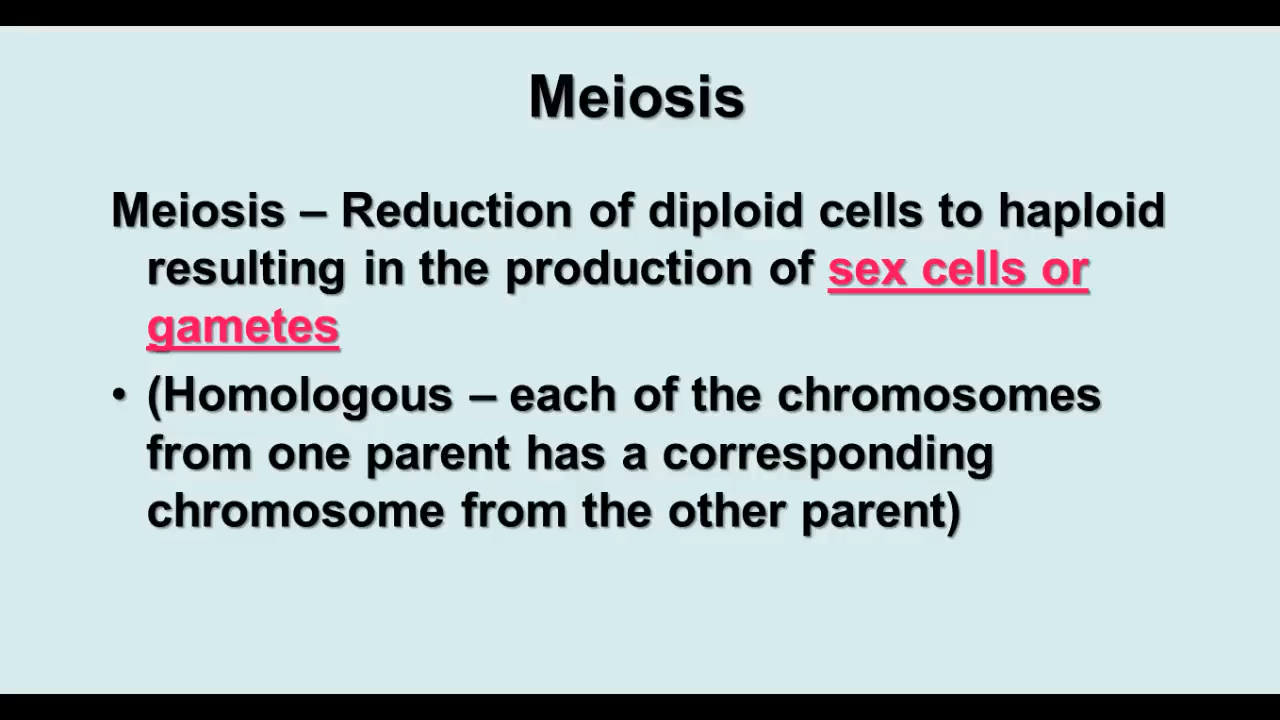 Meiosis
Meiosis – Reduction of diploid cells to haploid
resulting in the production of sex cells or
gametes
• (Homologous – each of the chromosomes
from one parent has a corresponding
chromosome from the other parent)